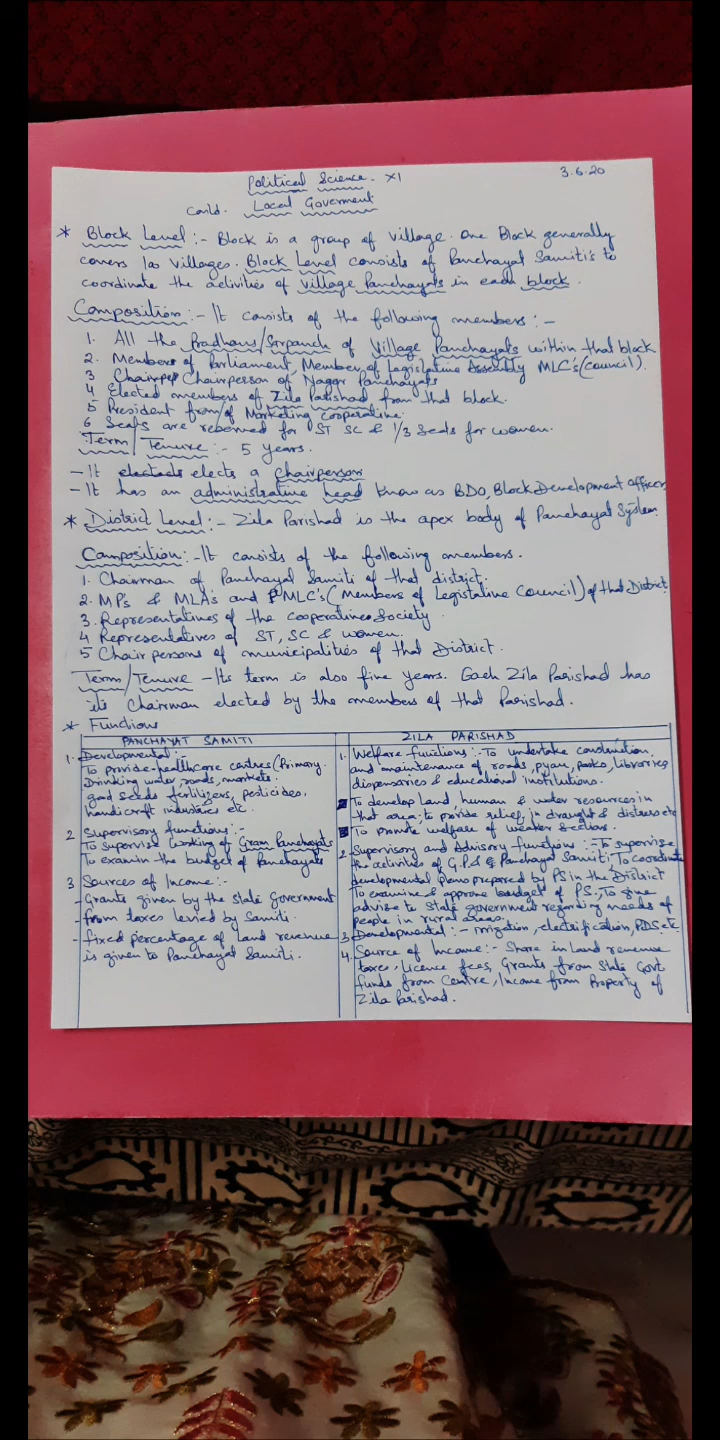 Political Science. XI
3.6.20
Contd. Local Goverment
* Block Level :- Block is a group of Village. One Block generally
covers 100 villages. Block Level consists of Panchayat Samiti's to
coordinate the activities of village Panchayats in each block.
Composition :- It consists of the following members :-
1. All the Pradhans/Sarpanch of Village Panchayats within that block
2. Members of Parliament Member of Legislative Assembly MLC's (Council).
3 Chairpep Chairperson of Nagar Panchayats
4 Elected members of Zila Parishad from that block.
5 President from/of Marketing Cooperative.
6 Seats are reserved for ST SC & 1/3 Seats for women.
Term/Tenure :- 5 years.
- It electeds elects a chairperson
- It has an administrative head know as BDO, Block Development Officer
* District Level :- Zila Parishad is the apex body of Panchayat System
Composition :- It consists of the following members.
1. Chairman of Panchayat Samiti of that district.
2. MP's & MLA's and MLC's (Members of Legistative Council) of that District
3. Representatives of the cooperative Society
4 Representatives of ST, SC & women.
5 Chair persons of municipalities of that District.
Term/Tenure - Its term is also five years. Each Zila Parishad has
its Chairman elected by the members of that Parishad.
* Functions
PANCHAYAT SAMITI
1. Developmental :-
To provide healthcare centres (Primary.
Drinking water, roads, markets.
good seeds fertilizers, pesticides,
handicraft industries etc.
2 Supervisory functions :-
To supervise working of Gram Panchayats
To examin the budget of Panchayats
3 Sources of Income :-
- Grants given by the state Government
- from taxes levied by Samiti.
- fixed percentage of land revenue
is given to Panchayat Samiti.
ZILA PARISHAD
1. Welfare functions :- To undertake construction
and maintenance of roads, pyau, parks, libraries
dispensaries & educational institutions.
To develop Land human & water resources in
that area; to provide relief in draught & distress etc
To promote welfare of weaker sections.
2 Supervisory and Advisory functions :- To supervise
the activities of G.P.s & Panchayat Samiti; To coordinate
developmental plans prepared by PS in the District
To examine & approve budget of PS.; To give
advise to State government regarding needs of
people in rural areas.
3 Developmental :- irrigation, electrification, PDS etc.
4. Source of Income :- Share in Land revenue
taxes, Licence fees, Grants from State Govt
funds from Centre, Income from Property of
Zila Parishad.